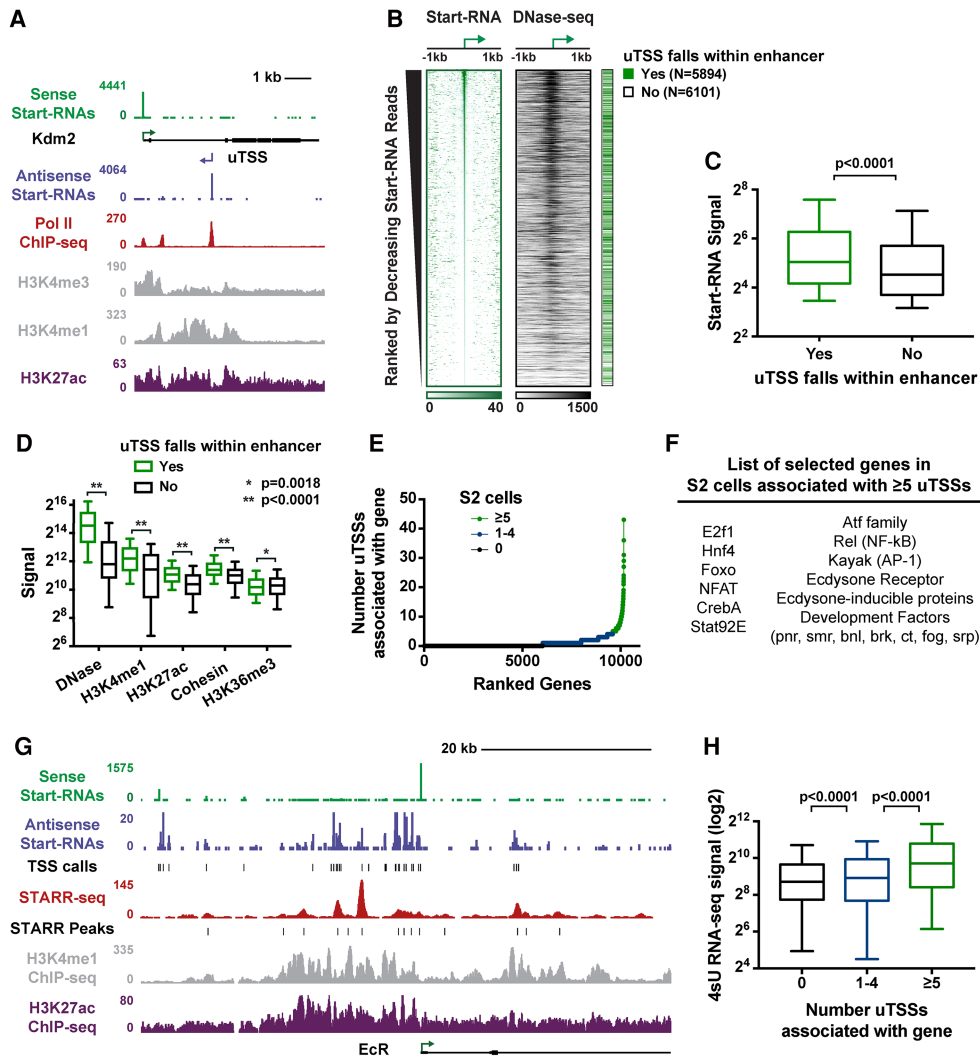 A
1 kb
4441
Sense
Start-RNAs
0
Kdm2
uTSS
4064
Antisense
Start-RNAs
0
270
Pol II
ChIP-seq
0
190
H3K4me3
0
323
H3K4me1
0
63
H3K27ac
0
B
Start-RNA DNase-seq
-1kb 1kb -1kb 1kb
Ranked by Decreasing Start-RNA Reads
0 40 0 1500
uTSS falls within enhancer
Yes (N=5894)
No (N=6101)
C
p<0.0001
Start-RNA Signal
2^8
2^6
2^4
2^2
Yes No
uTSS falls within enhancer
D
uTSS falls within enhancer
Yes
No
* p=0.0018
** p<0.0001
Signal
2^16
2^14
2^12
2^10
2^8
2^6
** ** ** ** *
DNase
H3K4me1
H3K27ac
Cohesin
H3K36me3
E
Number uTSSs
associated with gene
50
40
30
20
10
0
S2 cells
≥5
1-4
0
0 5000 10000
Ranked Genes
F
List of selected genes in
S2 cells associated with ≥5 uTSSs
E2f1
Hnf4
Foxo
NFAT
CrebA
Stat92E
Atf family
Rel (NF-kB)
Kayak (AP-1)
Ecdysone Receptor
Ecdysone-inducible proteins
Development Factors
(pnr, smr, bnl, brk, ct, fog, srp)
G
20 kb
1575
Sense
Start-RNAs
0
20
Antisense
Start-RNAs
0
TSS calls
145
STARR-seq
0
STARR Peaks
335
H3K4me1
ChIP-seq
0
80
H3K27ac
ChIP-seq
0
EcR
H
p<0.0001 p<0.0001
4sU RNA-seq signal (log2)
2^12
2^10
2^8
2^6
2^4
0 1-4 ≥5
Number uTSSs
associated with gene